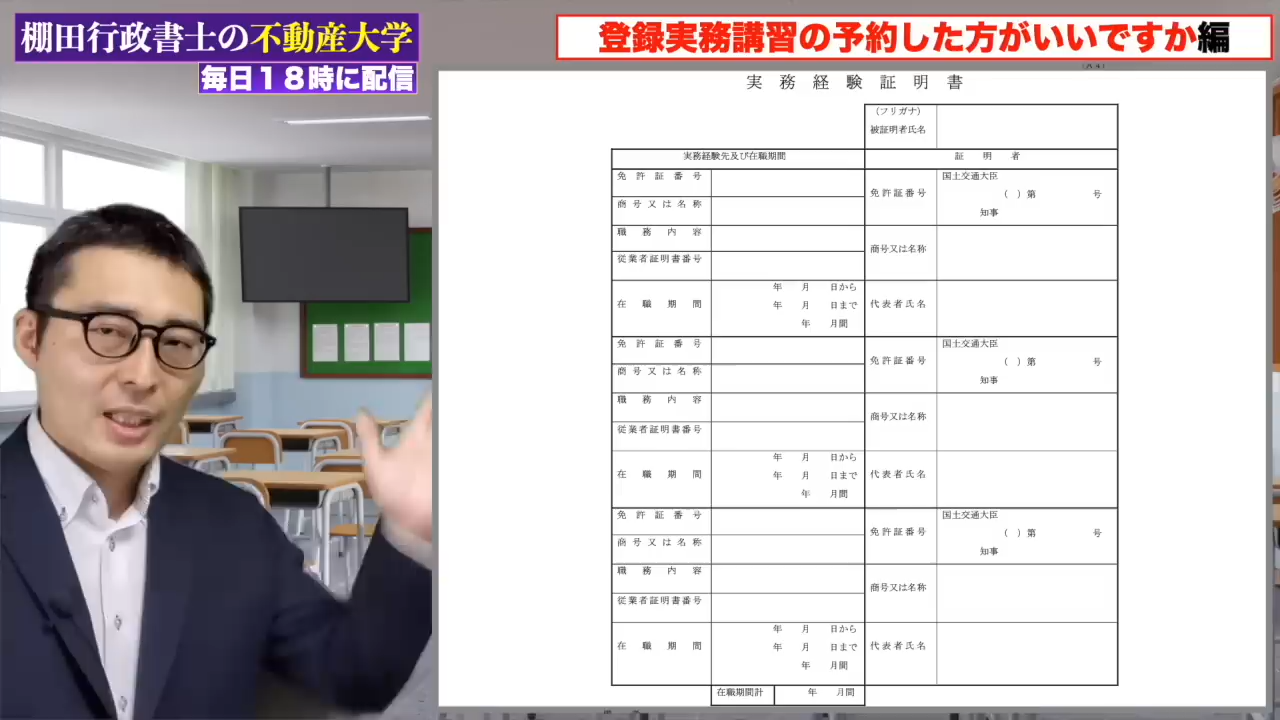 棚田行政書士の不動産大学
毎日18時に配信
登録実務講習の予約した方がいいですか編
(A4)
実務経験証明書
(フリガナ)
被証明者氏名
実務経験先及び在職期間
証明者
免許証番号
商号又は名称
職務内容
従業者証明書番号
在職期間
年 月 日から
年 月 日まで
年 月間
免許証番号
国土交通大臣
( )第 号
知事
商号又は名称
代表者氏名
免許証番号
商号又は名称
職務内容
従業者証明書番号
在職期間
年 月 日から
年 月 日まで
年 月間
免許証番号
国土交通大臣
( )第 号
知事
商号又は名称
代表者氏名
免許証番号
商号又は名称
職務内容
従業者証明書番号
在職期間
年 月 日から
年 月 日まで
年 月間
免許証番号
国土交通大臣
( )第 号
知事
商号又は名称
代表者氏名
在職期間計
年 月間